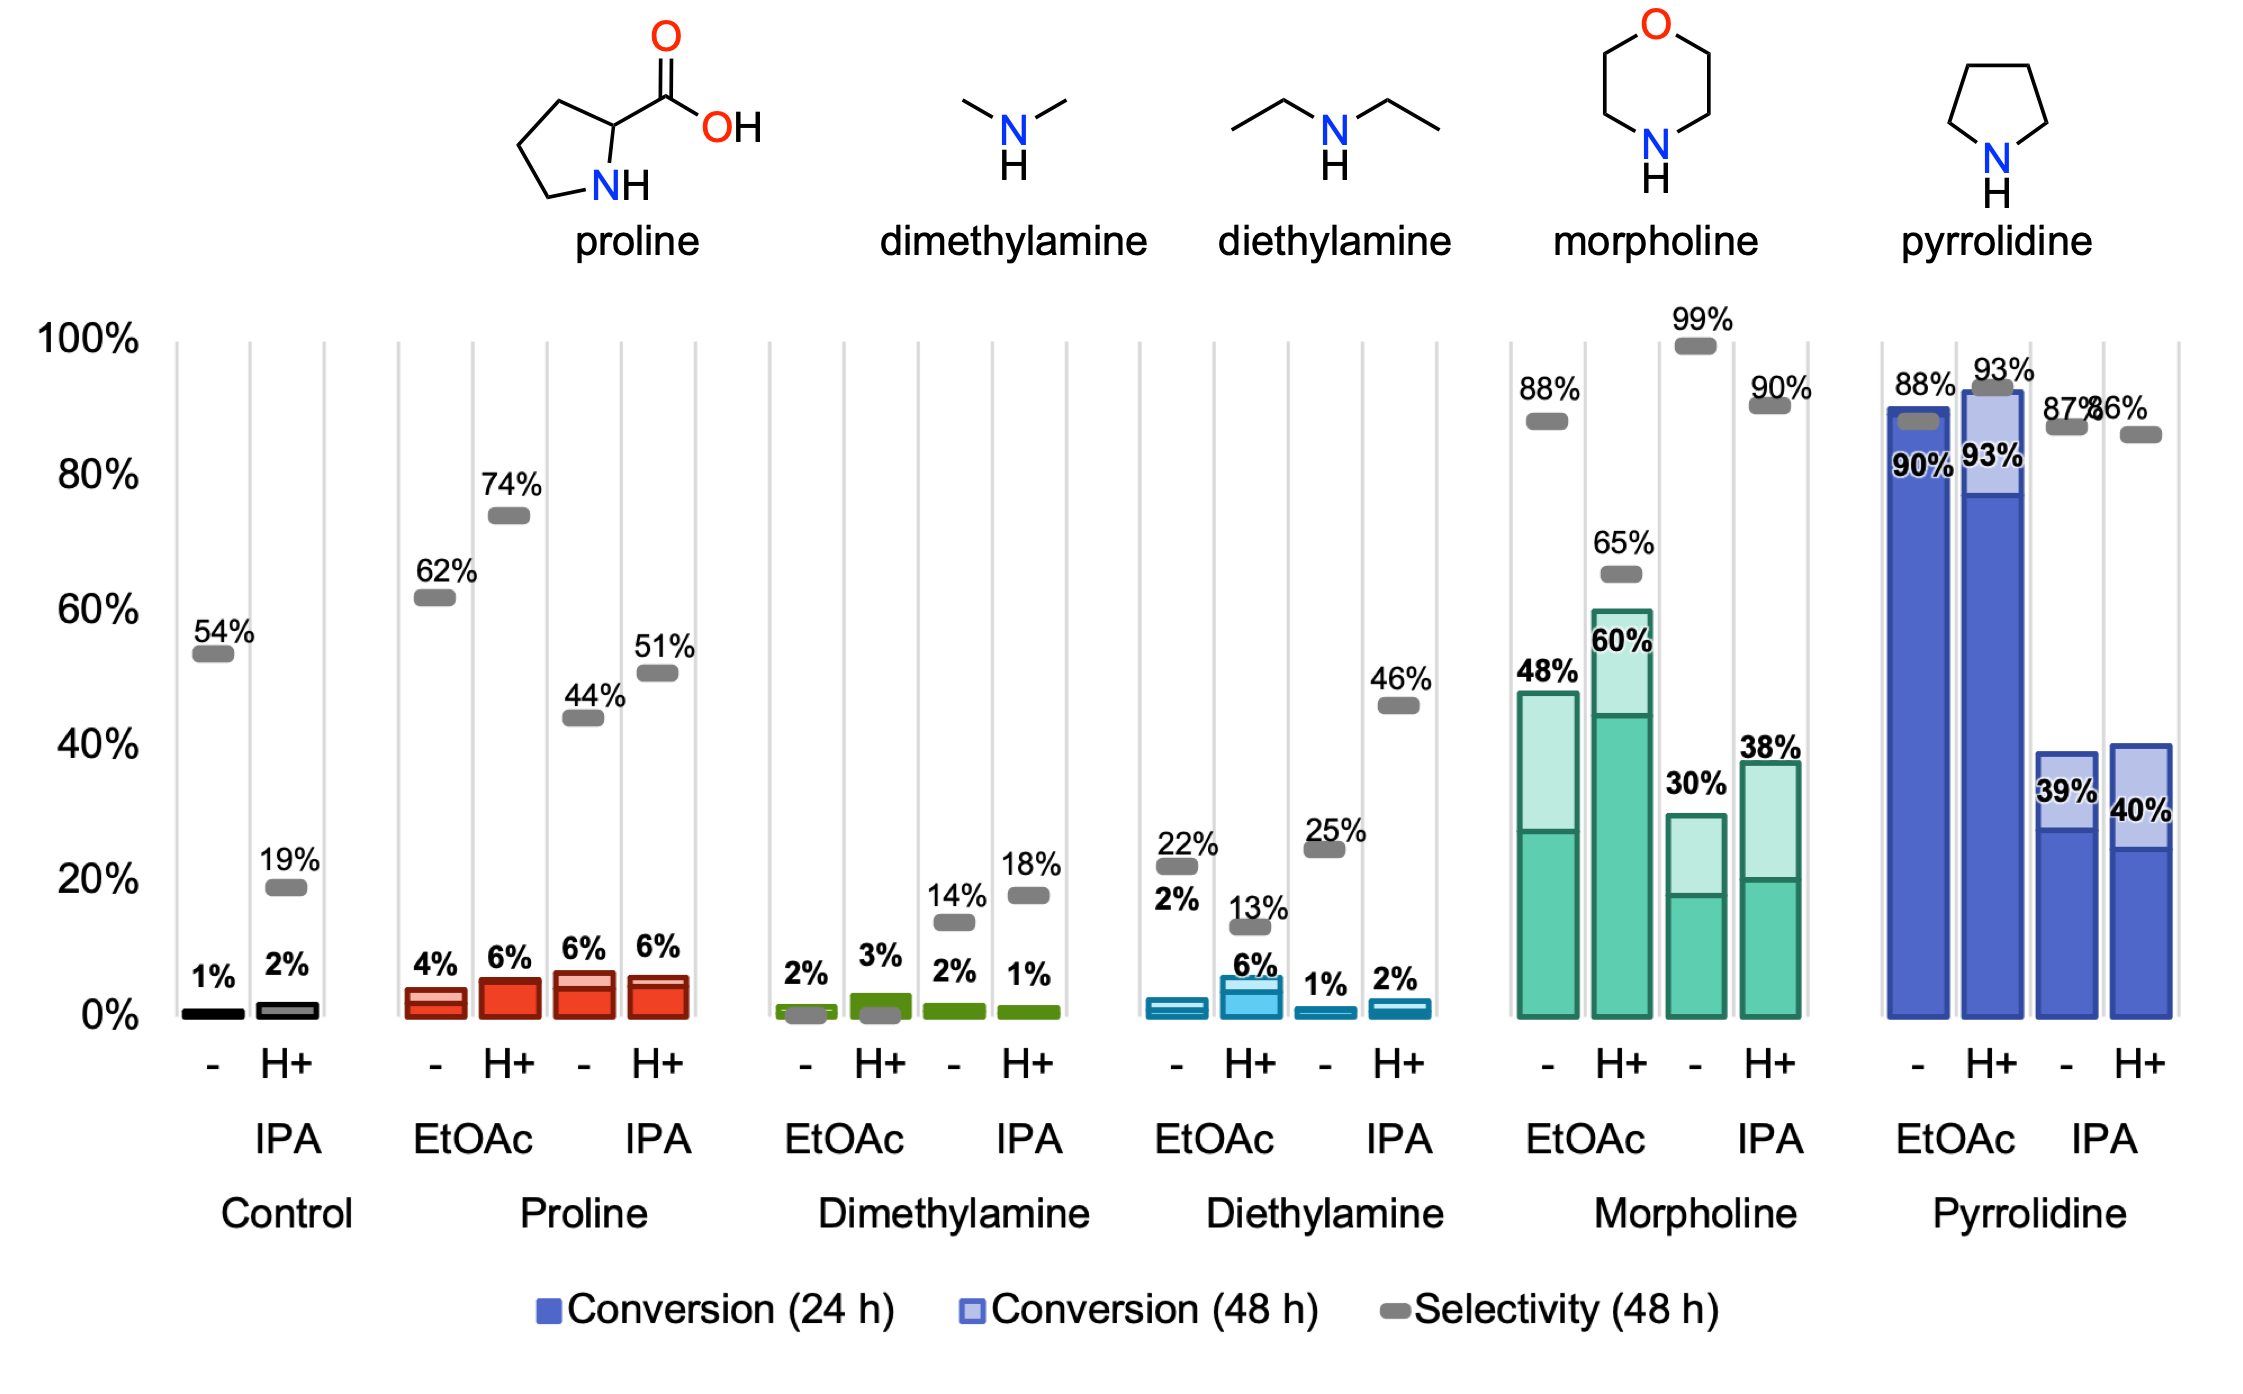 O
OH
NH
proline
N
H
dimethylamine
N
H
diethylamine
O
N
H
morpholine
N
H
pyrrolidine
100%
80%
60%
40%
20%
0%
54%
19%
1%
2%
62%
74%
44%
51%
4%
6%
6%
6%
14%
18%
2%
3%
2%
1%
22%
13%
25%
46%
2%
6%
1%
2%
88%
65%
99%
90%
48%
60%
30%
38%
88%
93%
87%
86%
90%
93%
39%
40%
- H+ - H+ - H+ - H+ - H+ - H+ - H+ - H+ - H+ - H+ - H+
IPA EtOAc IPA EtOAc IPA EtOAc IPA EtOAc IPA EtOAc IPA
Control Proline Dimethylamine Diethylamine Morpholine Pyrrolidine
Conversion (24 h) Conversion (48 h) Selectivity (48 h)